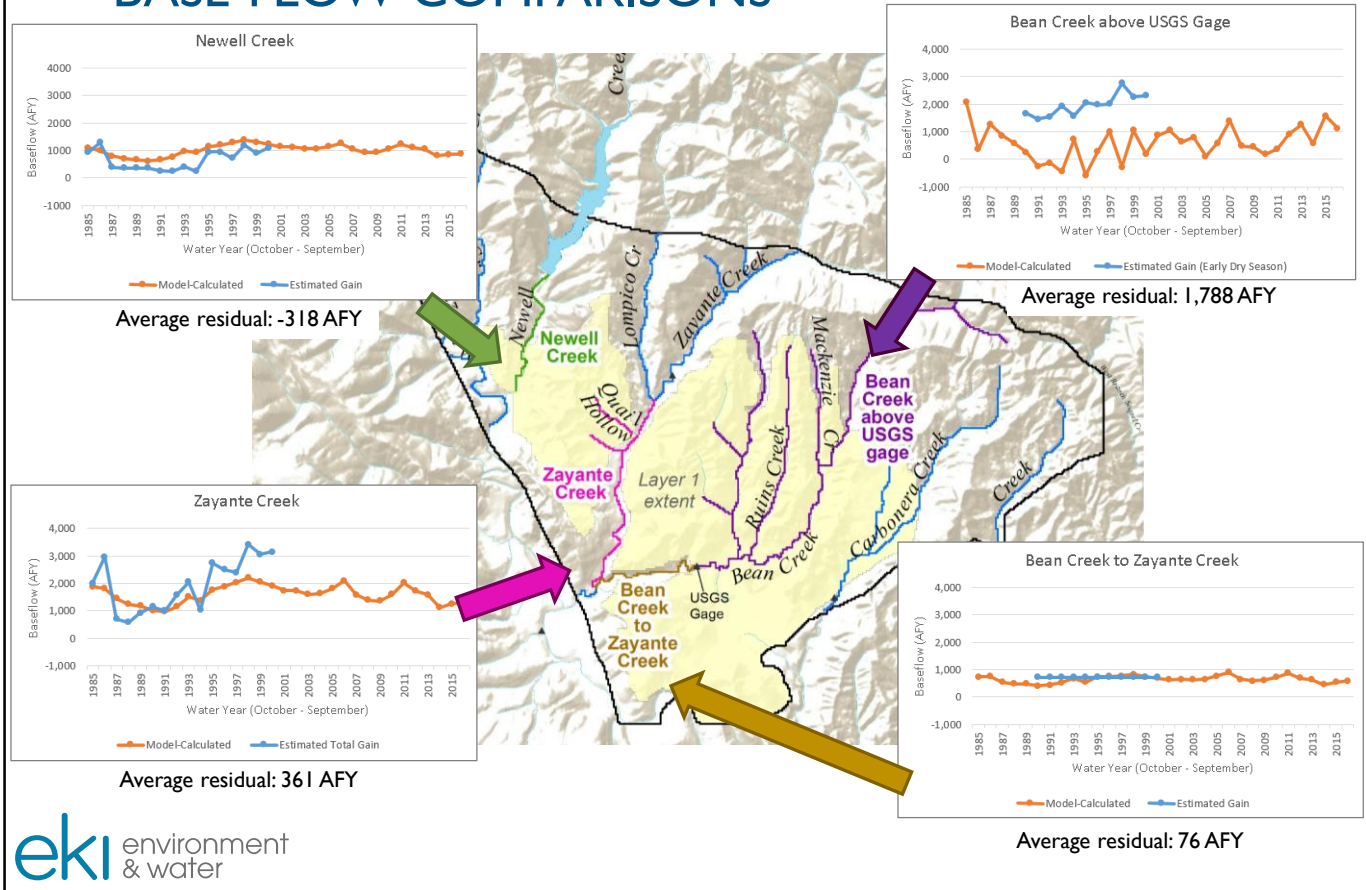 BASE FLOW COMPARISONS
Newell Creek
4000
3000
2000
1000
0
-1000
Baseflow (AFY)
1985
1987
1989
1991
1993
1995
1997
1999
2001
2003
2005
2007
2009
2011
2013
2015
Water Year (October - September)
Model-Calculated
Estimated Gain
Average residual: -318 AFY
Bean Creek above USGS Gage
4,000
3,000
2,000
1,000
0
-1,000
Baseflow (AFY)
1985
1987
1989
1991
1993
1995
1997
1999
2001
2003
2005
2007
2009
2011
2013
2015
Water Year (October - September)
Model-Calculated
Estimated Gain (Early Dry Season)
Average residual: 1,788 AFY
Cree
Newell
Lompico Cr
Zayante Creek
Mackenzie Cr
Newell
Creek
Quail
Hollow
Bean
Creek
above
USGS
gage
Zayante
Creek
Layer 1
extent
Ruins Creek
Carbonera Creek
Creek
Bean Creek
USGS
Gage
Bean
Creek
to
Zayante
Creek
Zayante Creek
4,000
3,000
2,000
1,000
0
-1,000
Baseflow (AFY)
1985
1987
1989
1991
1993
1995
1997
1999
2001
2003
2005
2007
2009
2011
2013
2015
Water Year (October - September)
Model-Calculated
Estimated Total Gain
Average residual: 361 AFY
Bean Creek to Zayante Creek
4,000
3,000
2,000
1,000
0
-1,000
Baseflow (AFY)
1985
1987
1989
1991
1993
1995
1997
1999
2001
2003
2005
2007
2009
2011
2013
2015
Water Year (October - September)
Model-Calculated
Estimated Gain
Average residual: 76 AFY
eki environment
& water